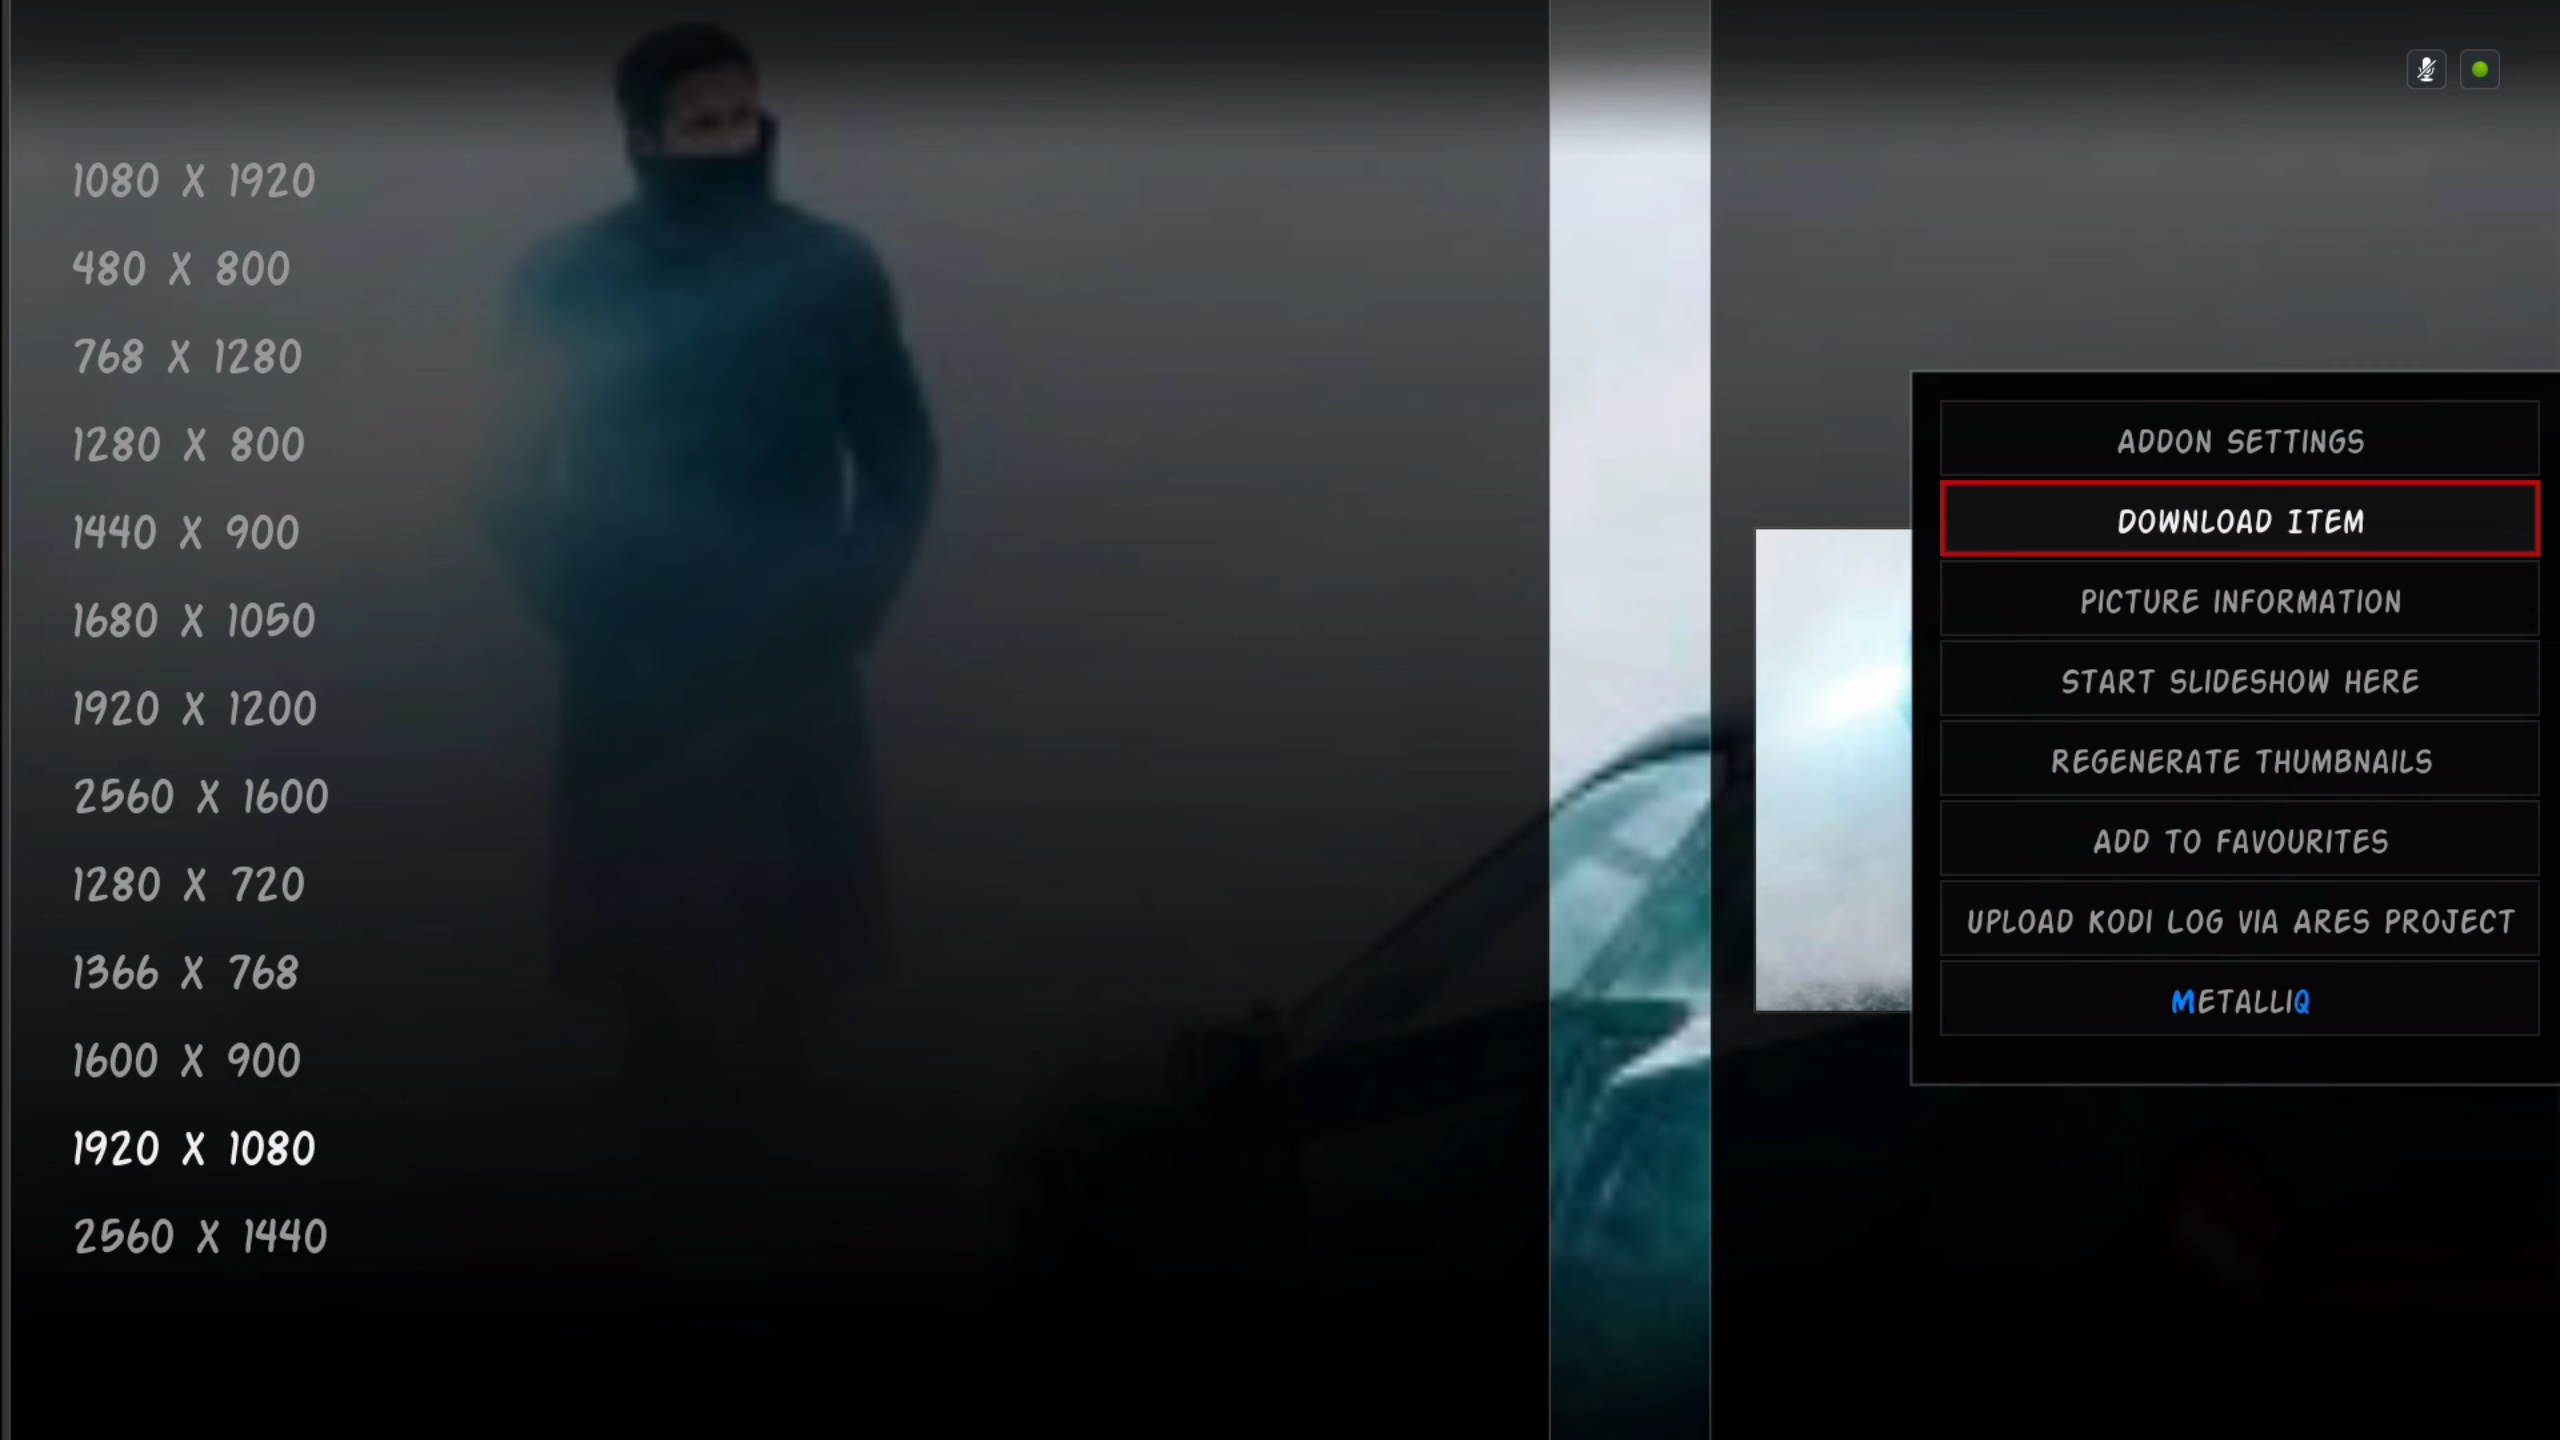 1080 X 1920
480 X 800
768 X 1280
1280 X 800
1440 X 900
1680 X 1050
1920 X 1200
2560 X 1600
1280 X 720
1366 X 768
1600 X 900
1920 X 1080
2560 X 1440
ADDON SETTINGS
DOWNLOAD ITEM
PICTURE INFORMATION
START SLIDESHOW HERE
REGENERATE THUMBNAILS
ADD TO FAVOURITES
UPLOAD KODI LOG VIA ARES PROJECT
METALLIQ